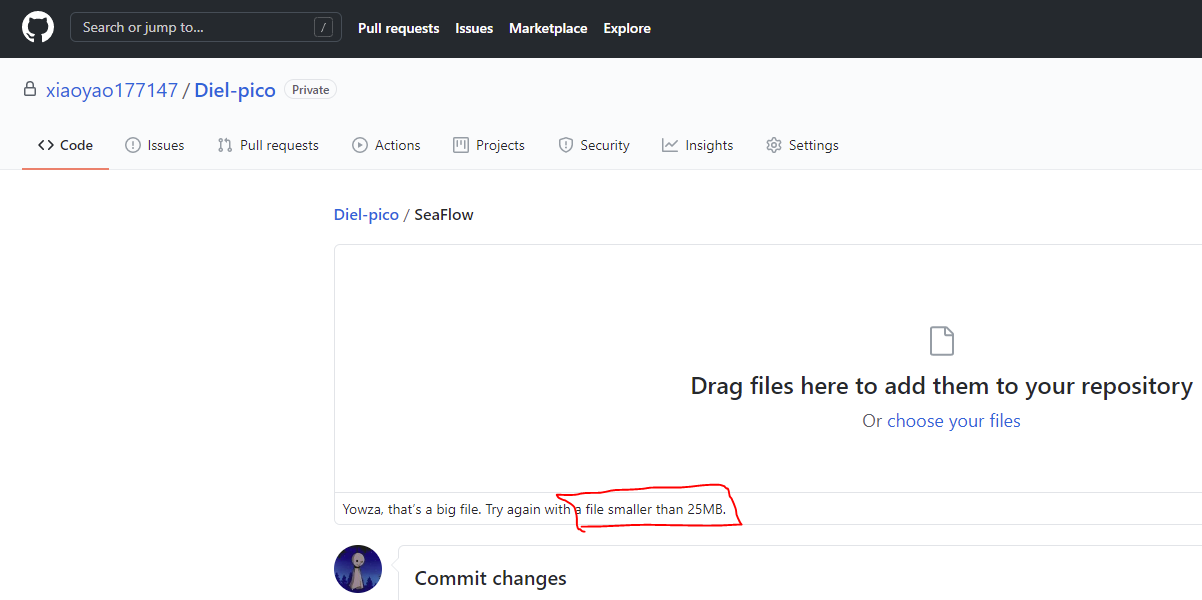 Search or jump to... /
Pull requests Issues Marketplace Explore
xiaoyao177147 / Diel-pico Private
Code Issues Pull requests Actions Projects Security Insights Settings
Diel-pico / SeaFlow
Drag files here to add them to your repository
Or choose your files
Yowza, that’s a big file. Try again with a file smaller than 25MB.
Commit changes